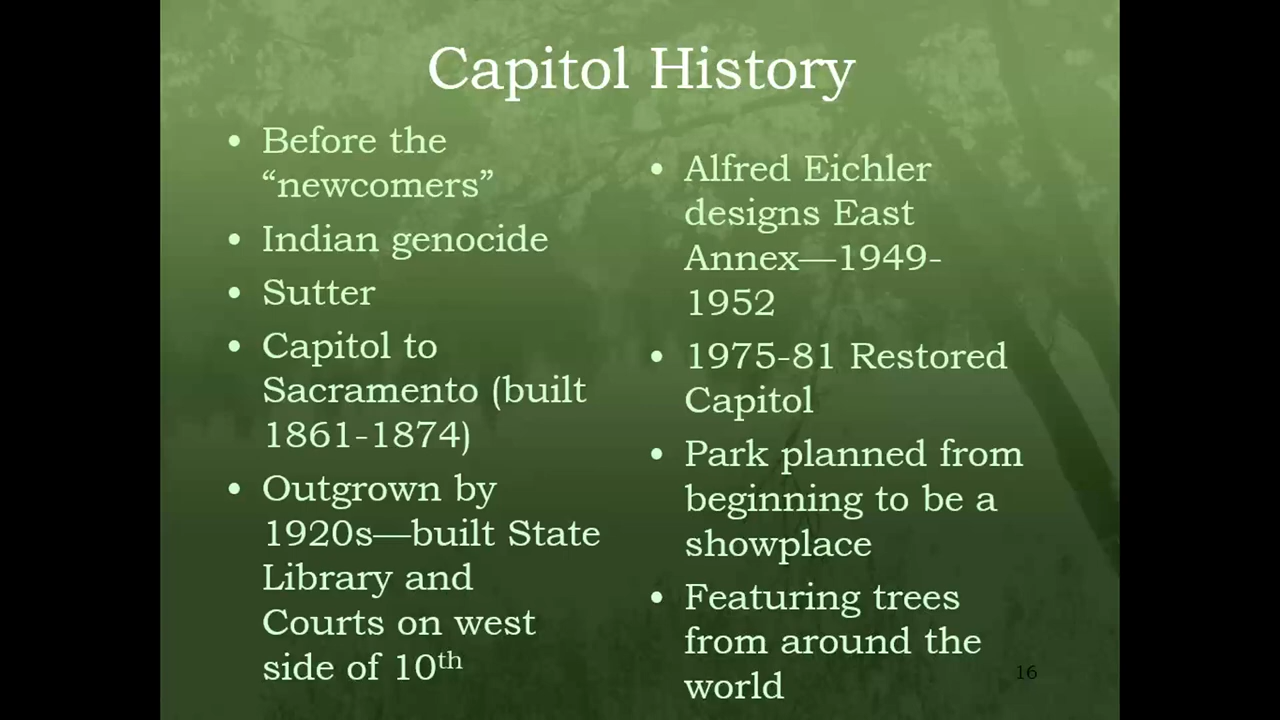 Capitol History
• Before the
“newcomers”
• Indian genocide
• Sutter
• Capitol to
Sacramento (built
1861-1874)
• Outgrown by
1920s—built State
Library and
Courts on west
side of 10th
• Alfred Eichler
designs East
Annex—1949-
1952
• 1975-81 Restored
Capitol
• Park planned from
beginning to be a
showplace
• Featuring trees
from around the
world
16